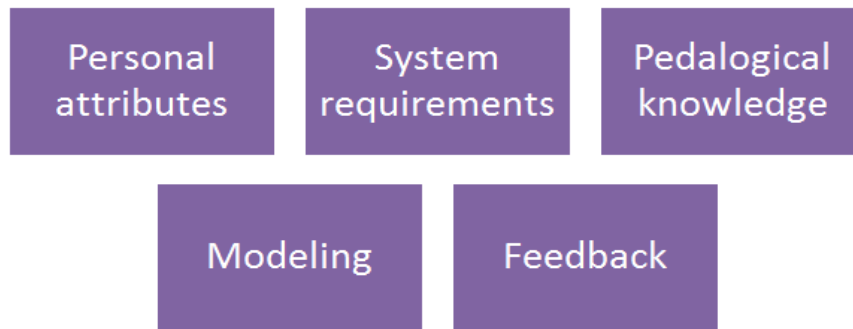 Personal
attributes
System
requirements
Pedalogical
knowledge
Modeling
Feedback